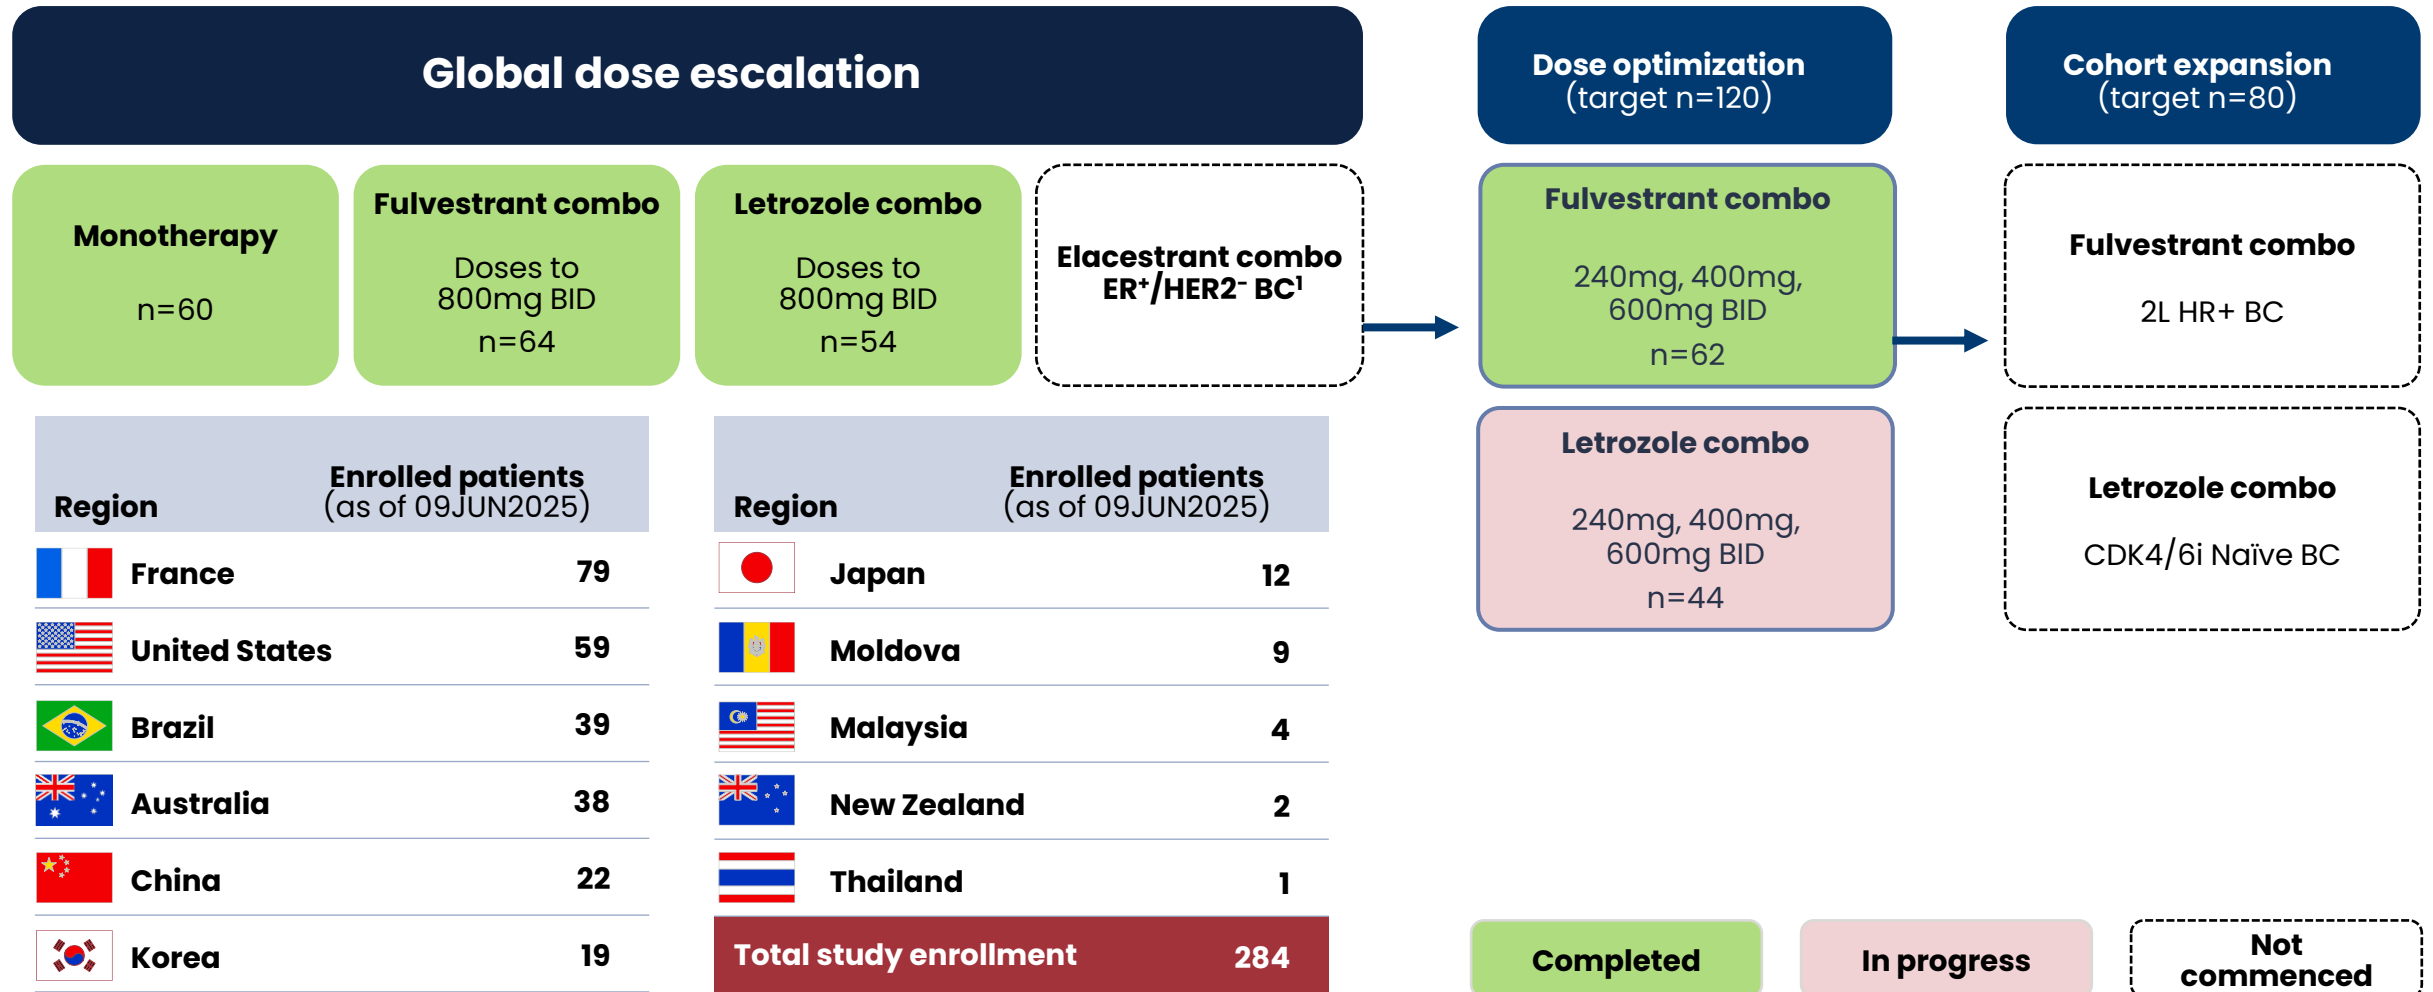 Global dose escalation
Dose optimization
(target n=120)
Cohort expansion
(target n=80)
Monotherapy
n=60
Fulvestrant combo
Doses to
800mg BID
n=64
Letrozole combo
Doses to
800mg BID
n=54
Elacestrant combo
ER⁺/HER2⁻ BC¹
Fulvestrant combo
240mg, 400mg,
600mg BID
n=62
Fulvestrant combo
2L HR+ BC
Letrozole combo
240mg, 400mg,
600mg BID
n=44
Letrozole combo
CDK4/6i Naïve BC
Region Enrolled patients
(as of 09JUN2025)
France 79
United States 59
Brazil 39
Australia 38
China 22
Korea 19
Region Enrolled patients
(as of 09JUN2025)
Japan 12
Moldova 9
Malaysia 4
New Zealand 2
Thailand 1
Total study enrollment 284
Completed
In progress
Not
commenced